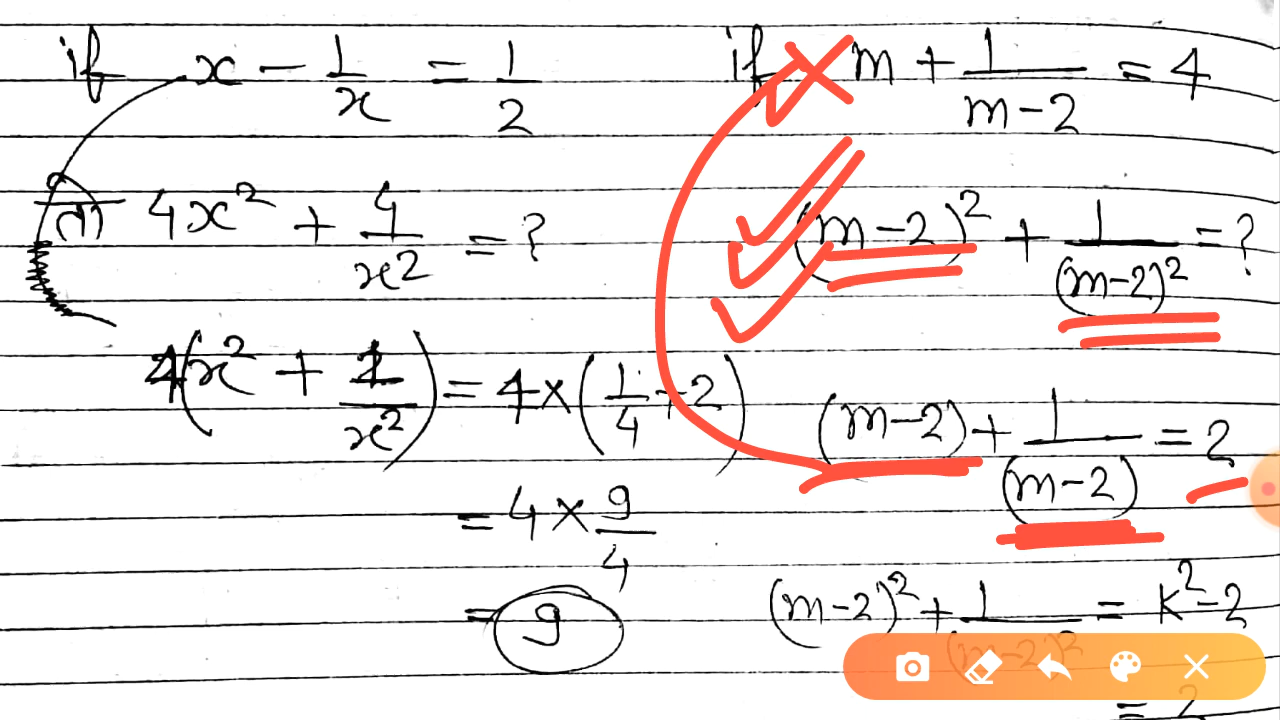 if x - 1/x = 1/2
तो 4x² + 4/x² = ?
4(x² + 1/x²) = 4 × (1/4 + 2)
= 4 × 9/4
= 9
if m + 1/(m-2) = 4
(m-2)² + 1/(m-2)² = ?
(m-2) + 1/(m-2) = 2
(m-2)² + 1/(m-2)² = K² - 2
= 2